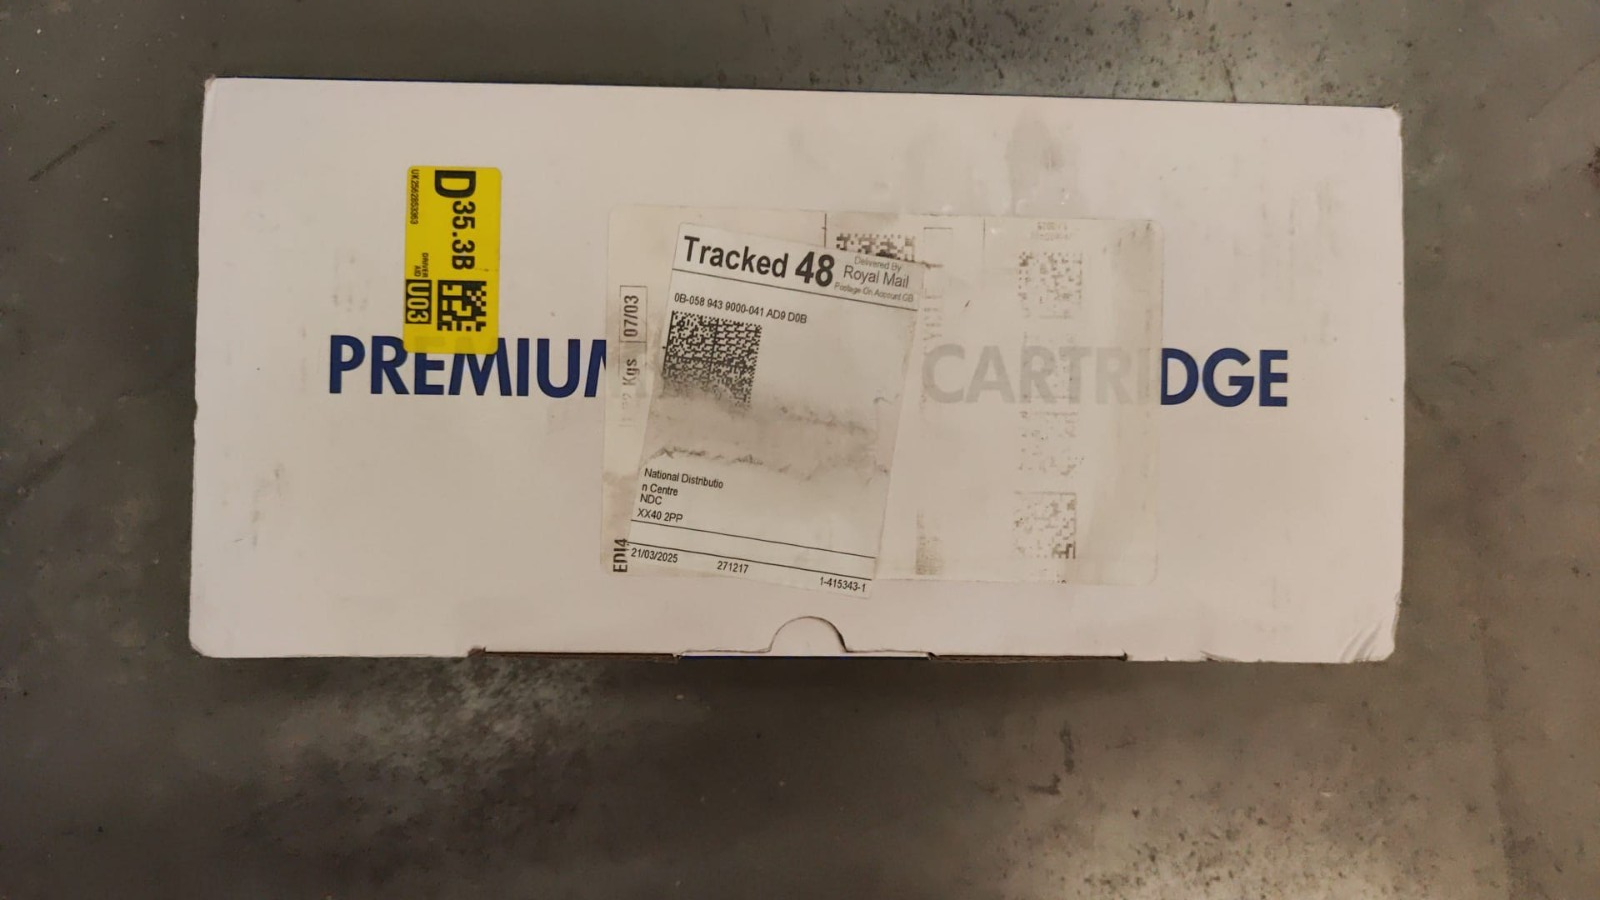 D35.3B
UK2562853363
DRIVER
AID
U03
PREMIUM
CARTRIDGE
Tracked 48
Delivered By
Royal Mail
Postage On Account GB
0B-058 943 9000-041 AD9 D0B
National Distributio
n Centre
NDC
XX40 2PP
21/03/2025
271217
1-415343-1
Kgs
07/03
EDI4